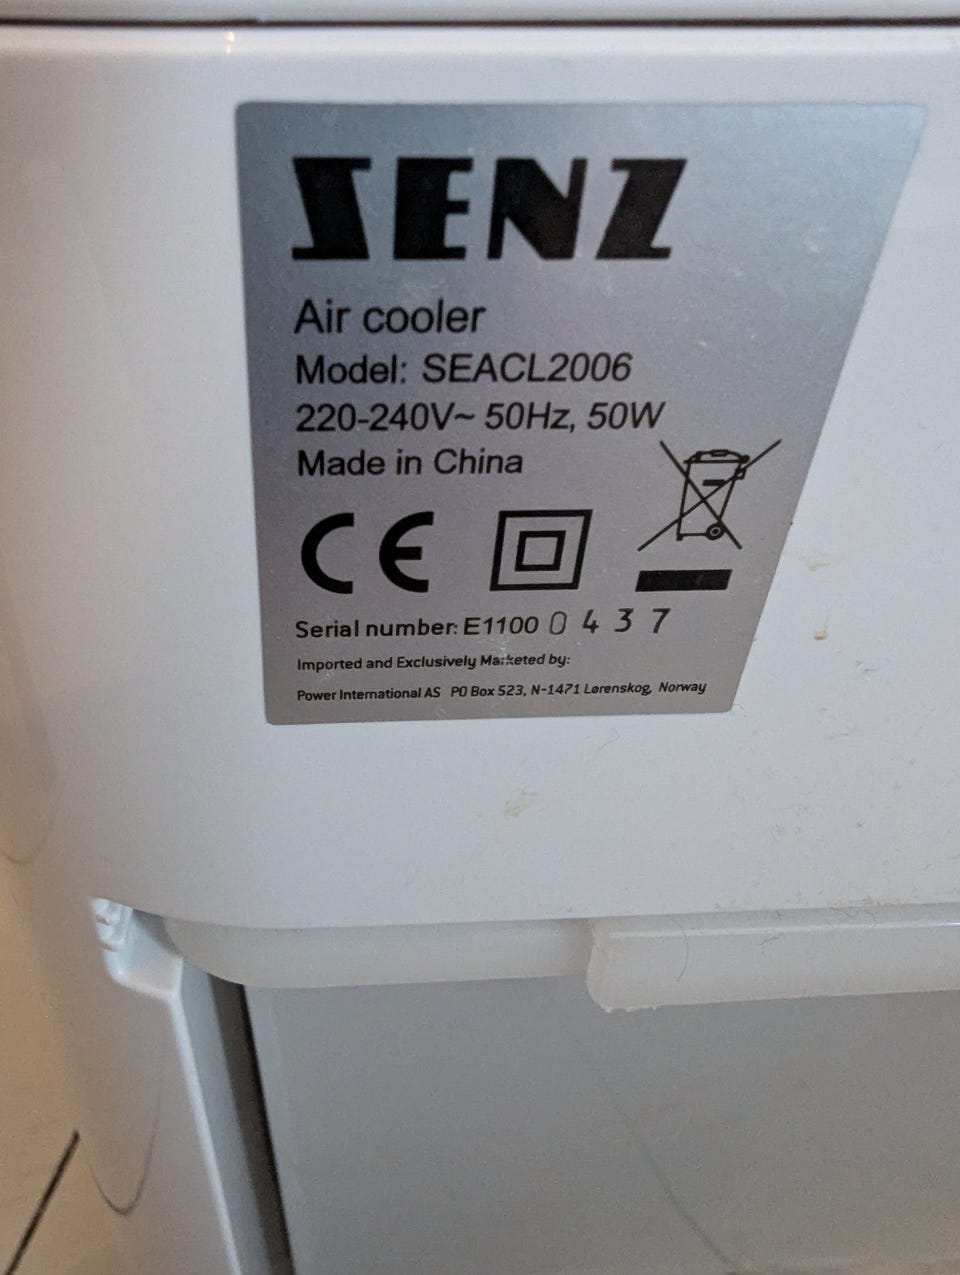 SENZ
Air cooler
Model: SEACL2006
220-240V~ 50Hz, 50W
Made in China
CE
Serial number: E1100 0 4 3 7
Imported and Exclusively Marketed by:
Power International AS PO Box 523, N-1471 Lørenskog, Norway